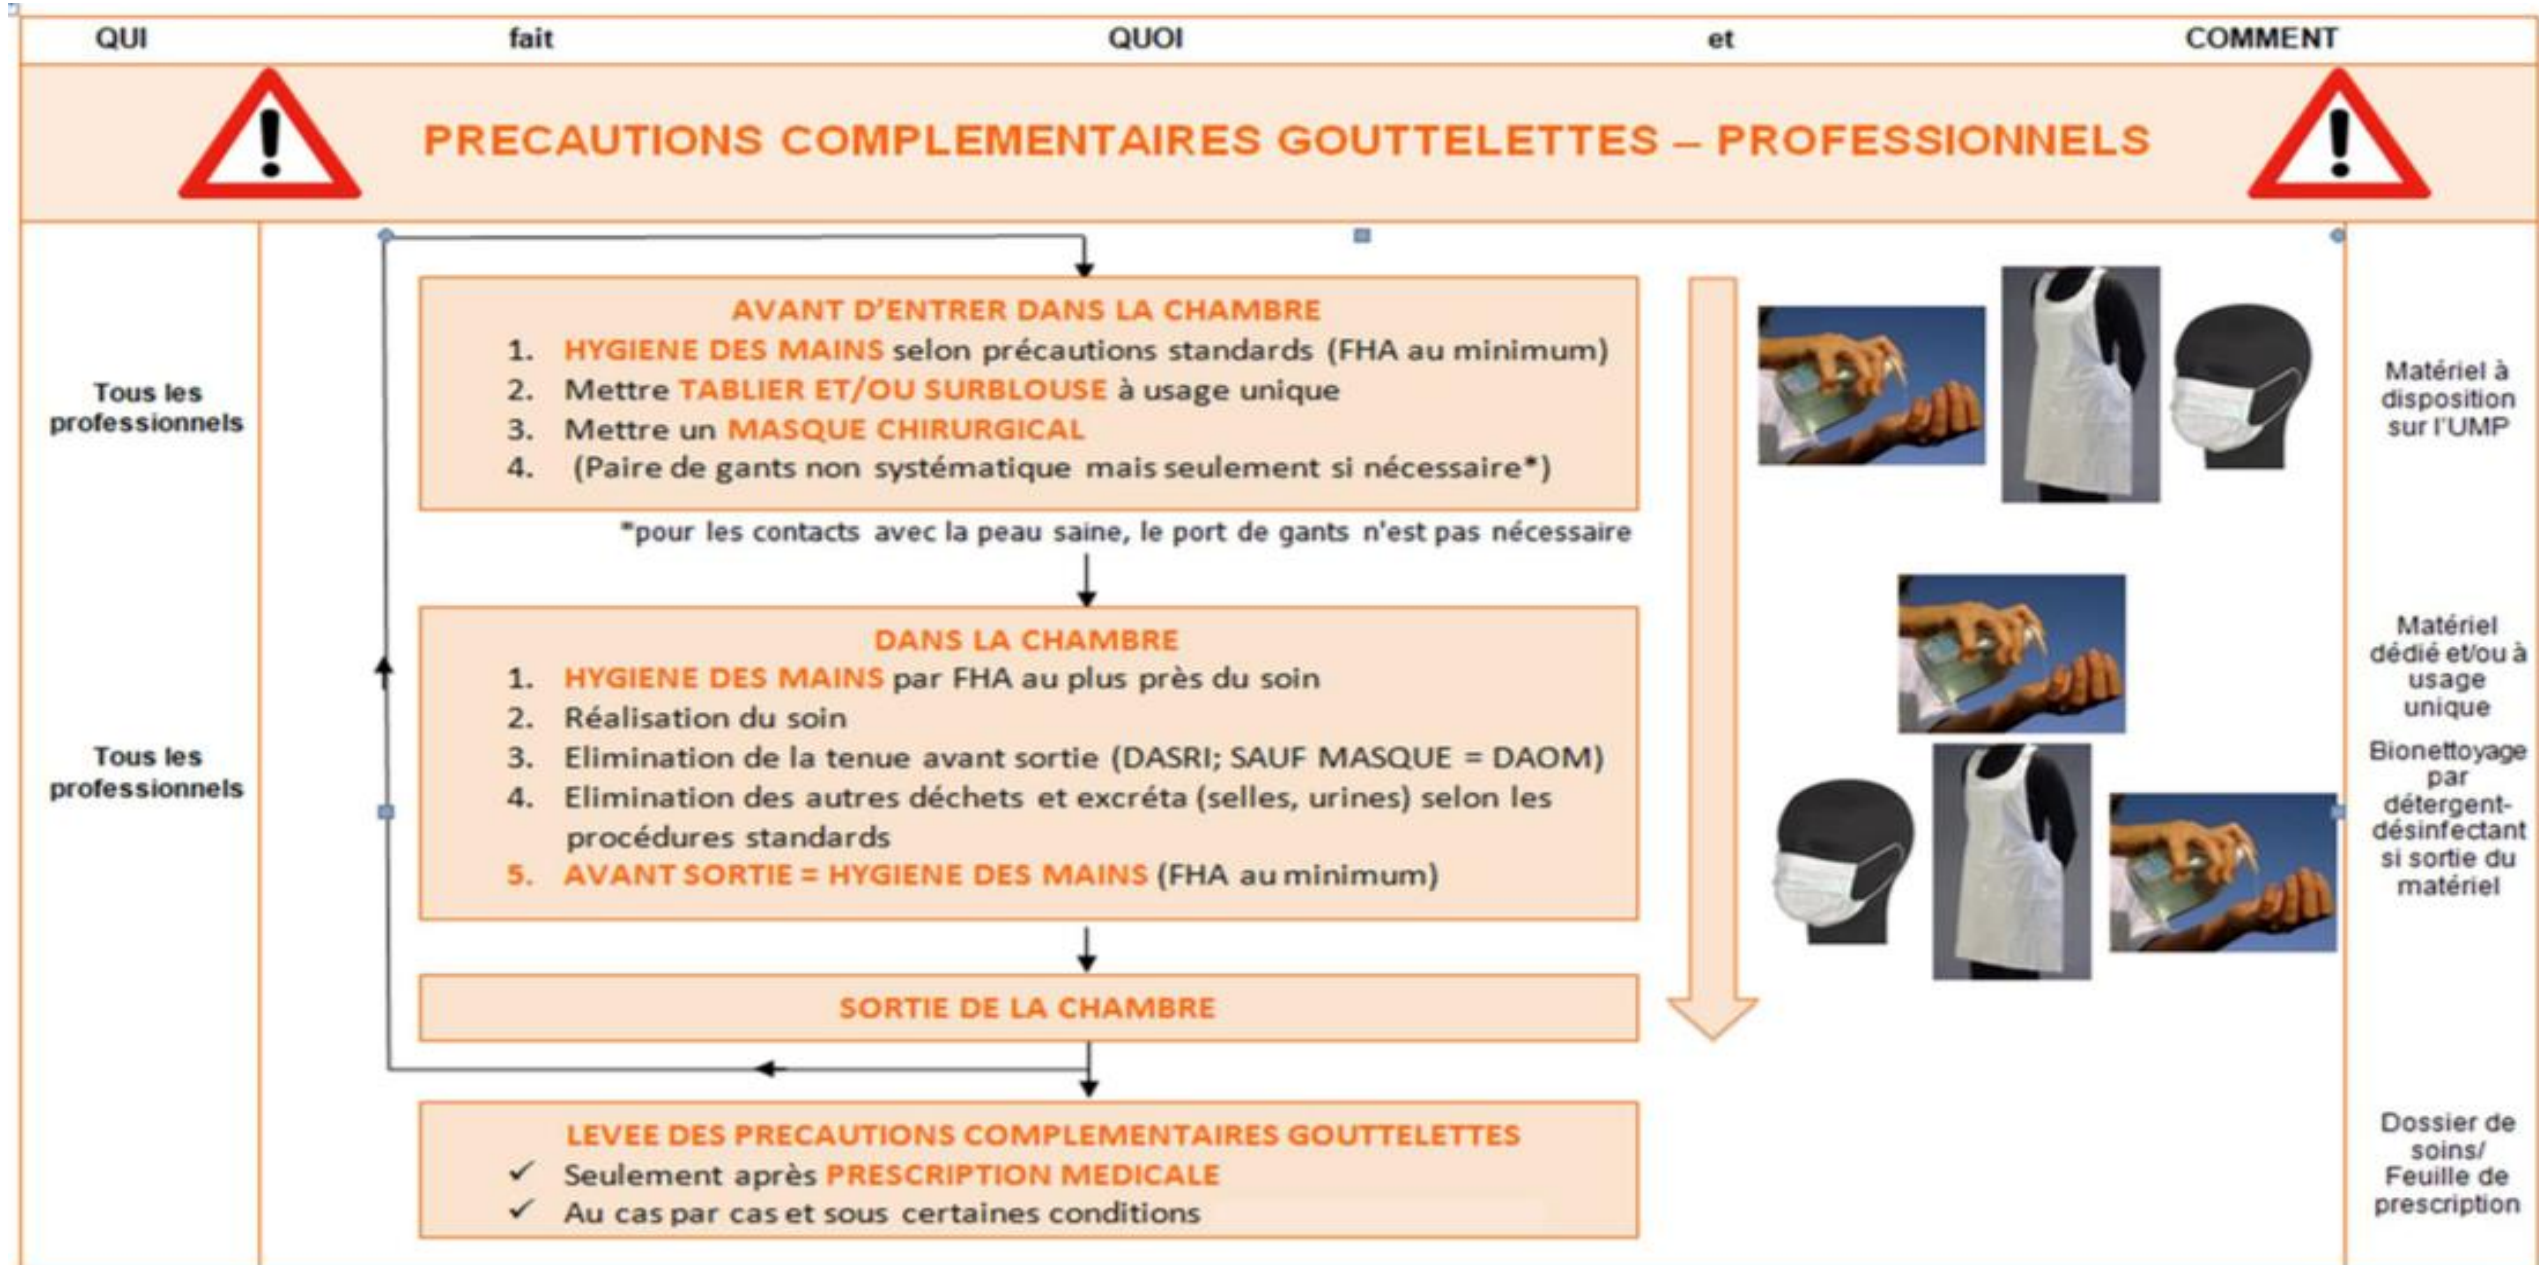 QUI fait QUOI et COMMENT
PRECAUTIONS COMPLEMENTAIRES GOUTTELETTES – PROFESSIONNELS
Tous les
professionnels
AVANT D'ENTRER DANS LA CHAMBRE
1. HYGIENE DES MAINS selon précautions standards (FHA au minimum)
2. Mettre TABLIER ET/OU SURBLOUSE à usage unique
3. Mettre un MASQUE CHIRURGICAL
4. (Paire de gants non systématique mais seulement si nécessaire*)
*pour les contacts avec la peau saine, le port de gants n'est pas nécessaire
Matériel à
disposition
sur l'UMP
Tous les
professionnels
DANS LA CHAMBRE
1. HYGIENE DES MAINS par FHA au plus près du soin
2. Réalisation du soin
3. Elimination de la tenue avant sortie (DASRI; SAUF MASQUE = DAOM)
4. Elimination des autres déchets et excréta (selles, urines) selon les
procédures standards
5. AVANT SORTIE = HYGIENE DES MAINS (FHA au minimum)
Matériel
dédié et/ou à
usage
unique
Bionettoyage
par
détergent-
désinfectant
si sortie du
matériel
SORTIE DE LA CHAMBRE
LEVEE DES PRECAUTIONS COMPLEMENTAIRES GOUTTELETTES
✓ Seulement après PRESCRIPTION MEDICALE
✓ Au cas par cas et sous certaines conditions
Dossier de
soins/
Feuille de
prescription